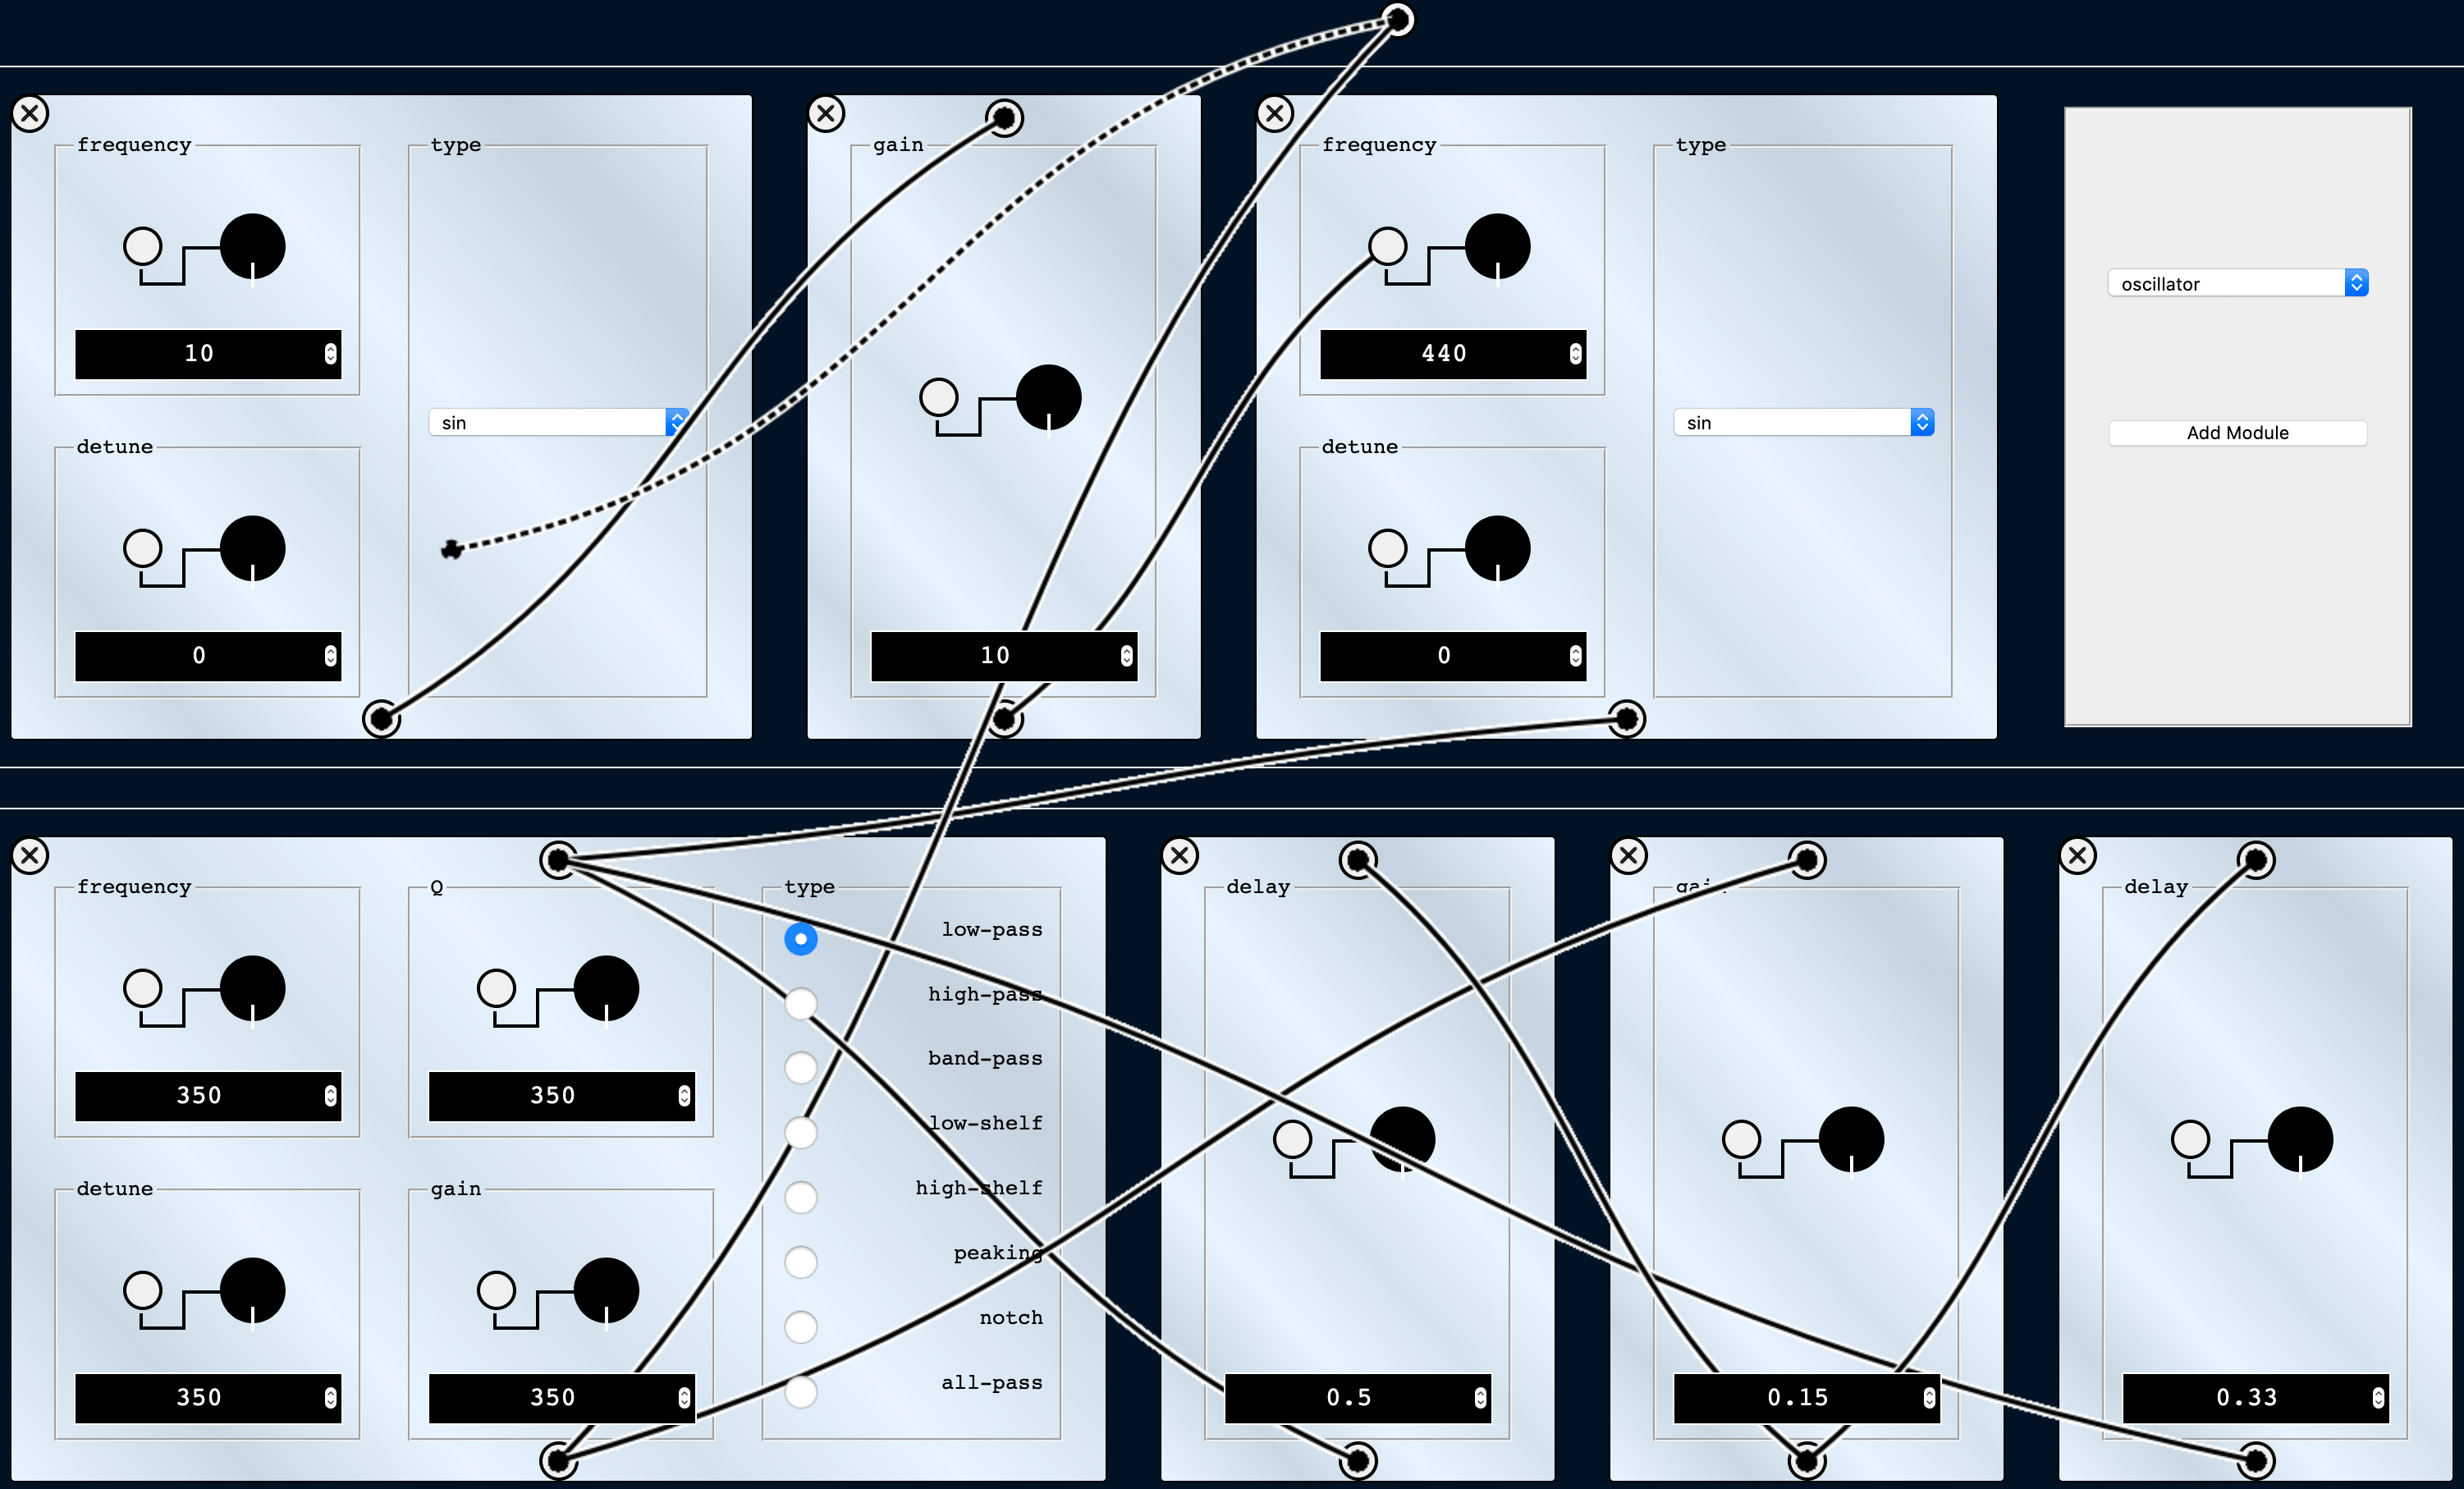 frequency
10
detune
0
type
sin
gain
10
frequency
440
detune
0
type
sin
oscillator
Add Module
frequency
350
Q
350
detune
350
gain
350
type
low-pass
high-pass
band-pass
low-shelf
high-shelf
peaking
notch
all-pass
delay
0.5
gain
0.15
delay
0.33